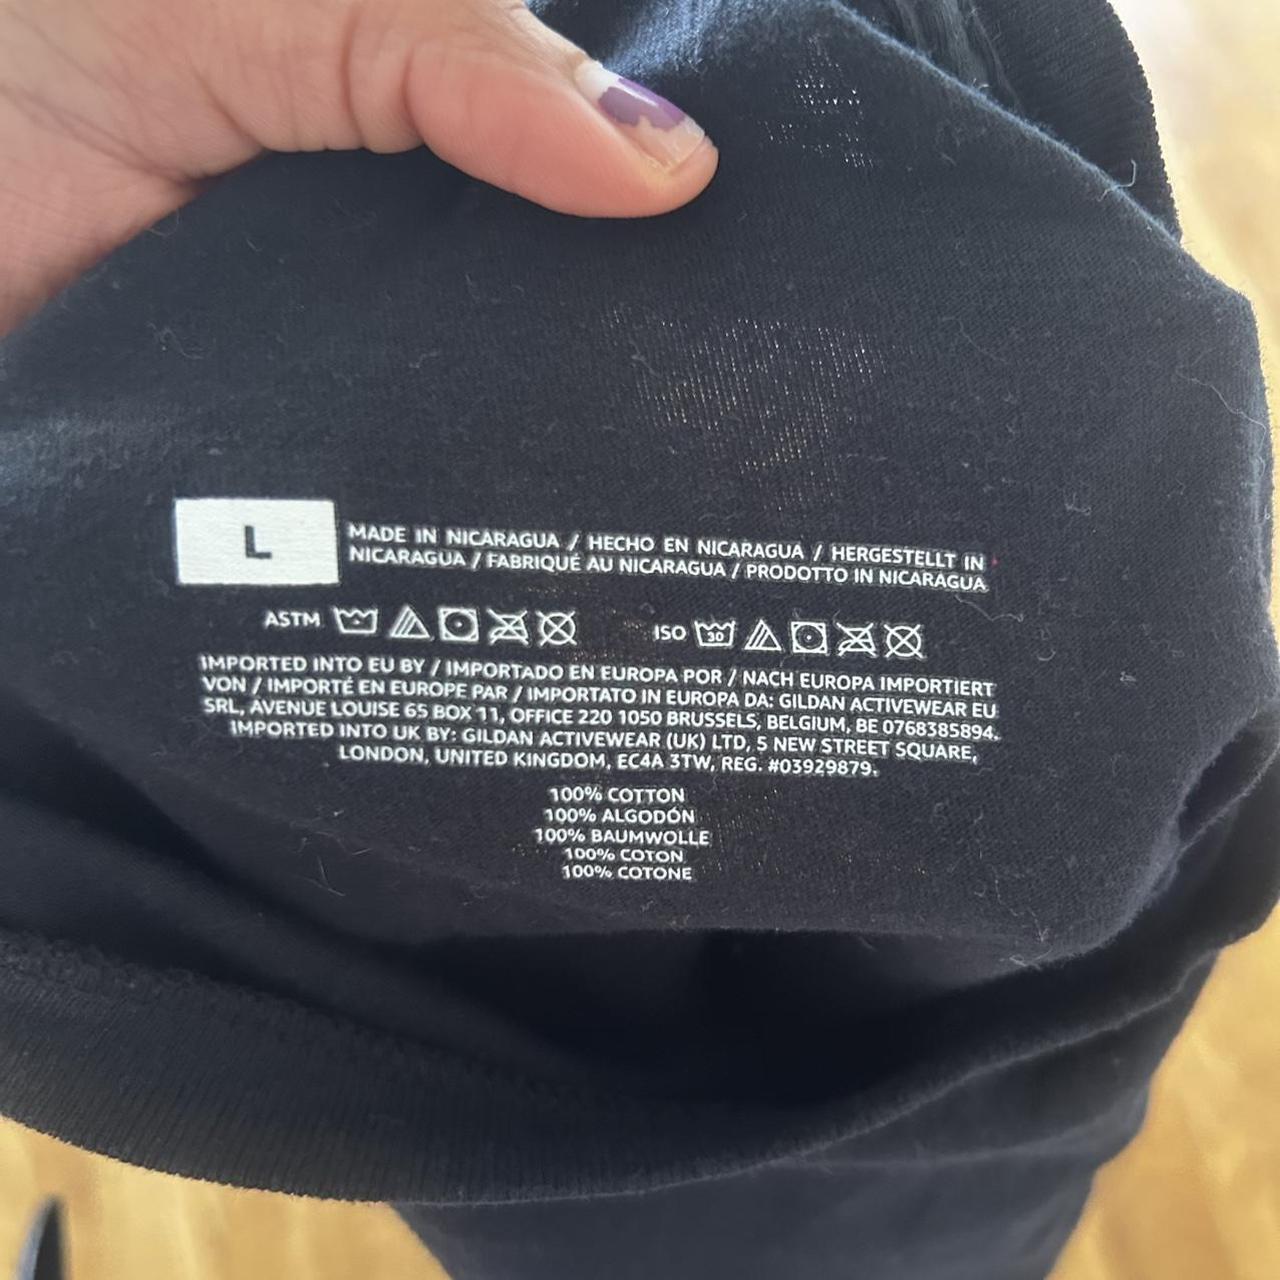 L
MADE IN NICARAGUA / HECHO EN NICARAGUA / HERGESTELLT IN
NICARAGUA / FABRIQUÉ AU NICARAGUA / PRODOTTO IN NICARAGUA
ASTM
ISO 30
IMPORTED INTO EU BY / IMPORTADO EN EUROPA POR / NACH EUROPA IMPORTIERT
VON / IMPORTÉ EN EUROPE PAR / IMPORTATO IN EUROPA DA: GILDAN ACTIVEWEAR EU
SRL, AVENUE LOUISE 65 BOX 11, OFFICE 220 1050 BRUSSELS, BELGIUM, BE 0768385894.
IMPORTED INTO UK BY: GILDAN ACTIVEWEAR (UK) LTD, 5 NEW STREET SQUARE,
LONDON, UNITED KINGDOM, EC4A 3TW, REG. #03929879.
100% COTTON
100% ALGODÓN
100% BAUMWOLLE
100% COTON
100% COTONE